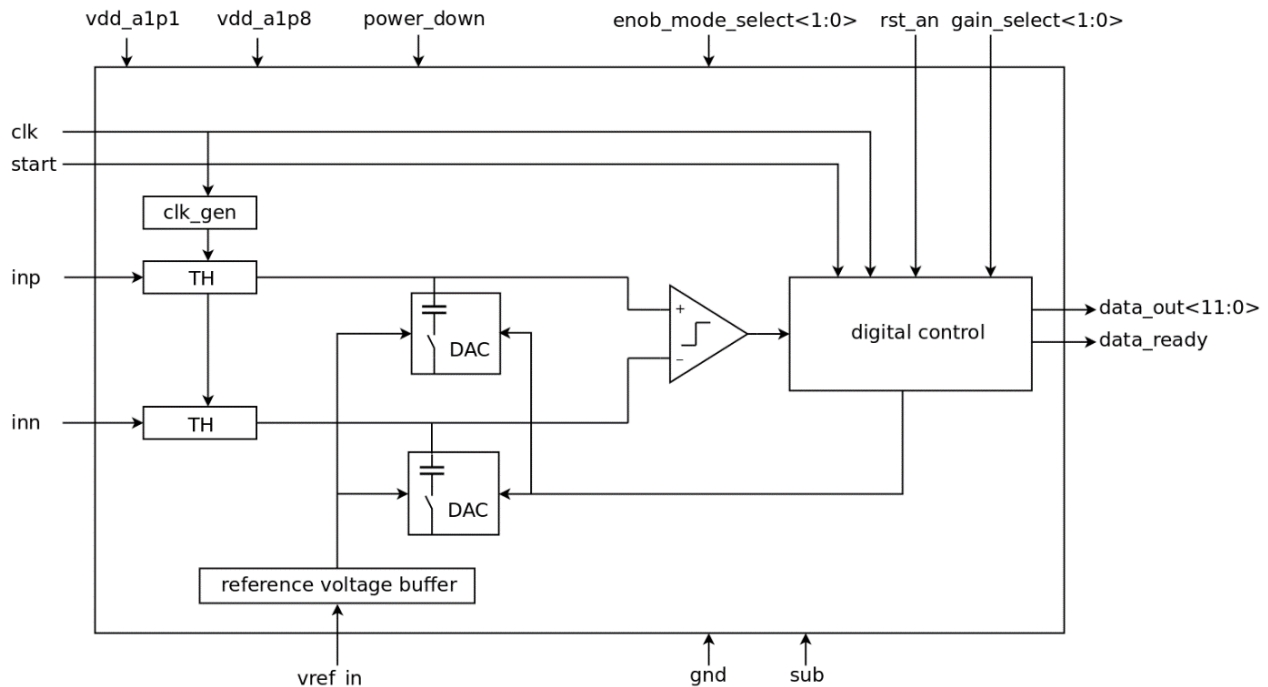 vdd_a1p1 vdd_a1p8 power_down enob_mode_select<1:0> rst_an gain_select<1:0>
clk
start
clk_gen
inp
TH
+
data_out<11:0>
digital control
DAC
data_ready
−
inn
TH
DAC
reference voltage buffer
vref_in gnd sub